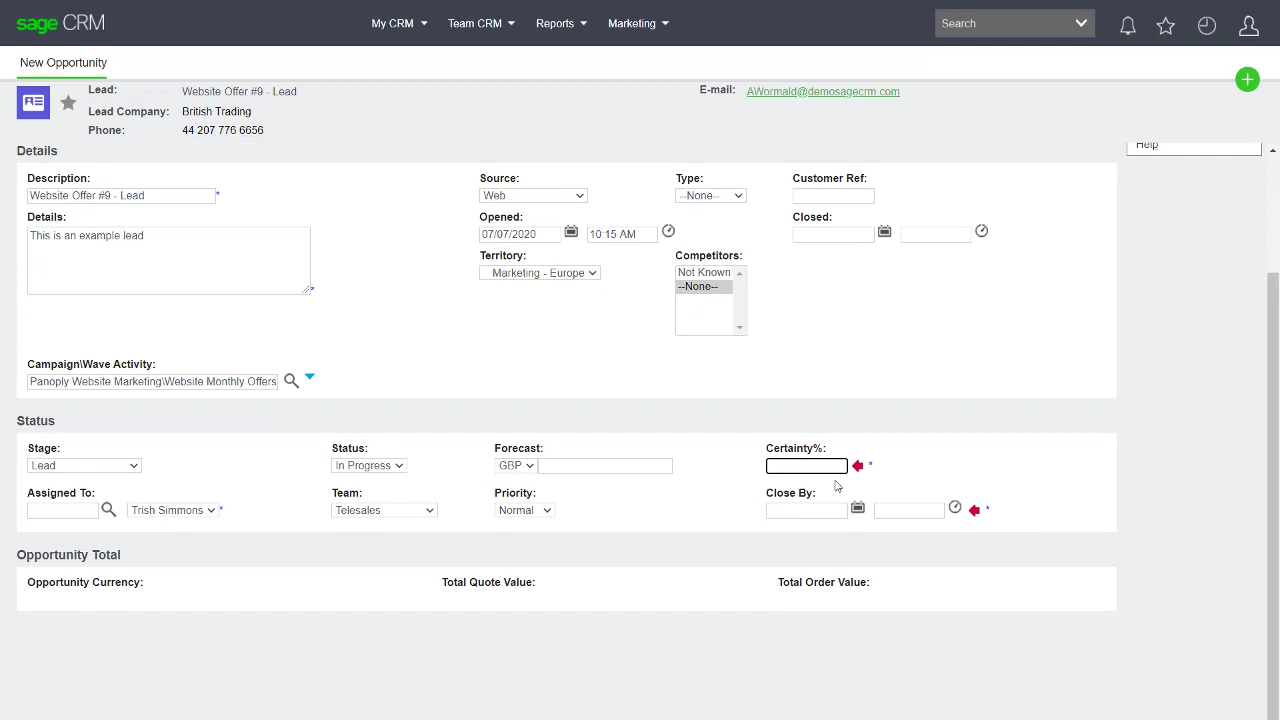 sage CRM My CRM Team CRM Reports Marketing Search
New Opportunity
Lead: Website Offer #9 - Lead E-mail: AWormald@demosagecrm.com
Lead Company: British Trading
Phone: 44 207 776 6656
Help
Details
Description: Source: Type: Customer Ref:
Website Offer #9 - Lead * Web --None--
Details: Opened: Closed:
This is an example lead 07/07/2020 10:15 AM
Territory: Competitors:
Marketing - Europe Not Known
--None--
*
Campaign\Wave Activity:
Panoply Website Marketing\Website Monthly Offers
Status
Stage: Status: Forecast: Certainty%:
Lead In Progress GBP *
Assigned To: Team: Priority: Close By:
Trish Simmons * Telesales Normal *
Opportunity Total
Opportunity Currency: Total Quote Value: Total Order Value: